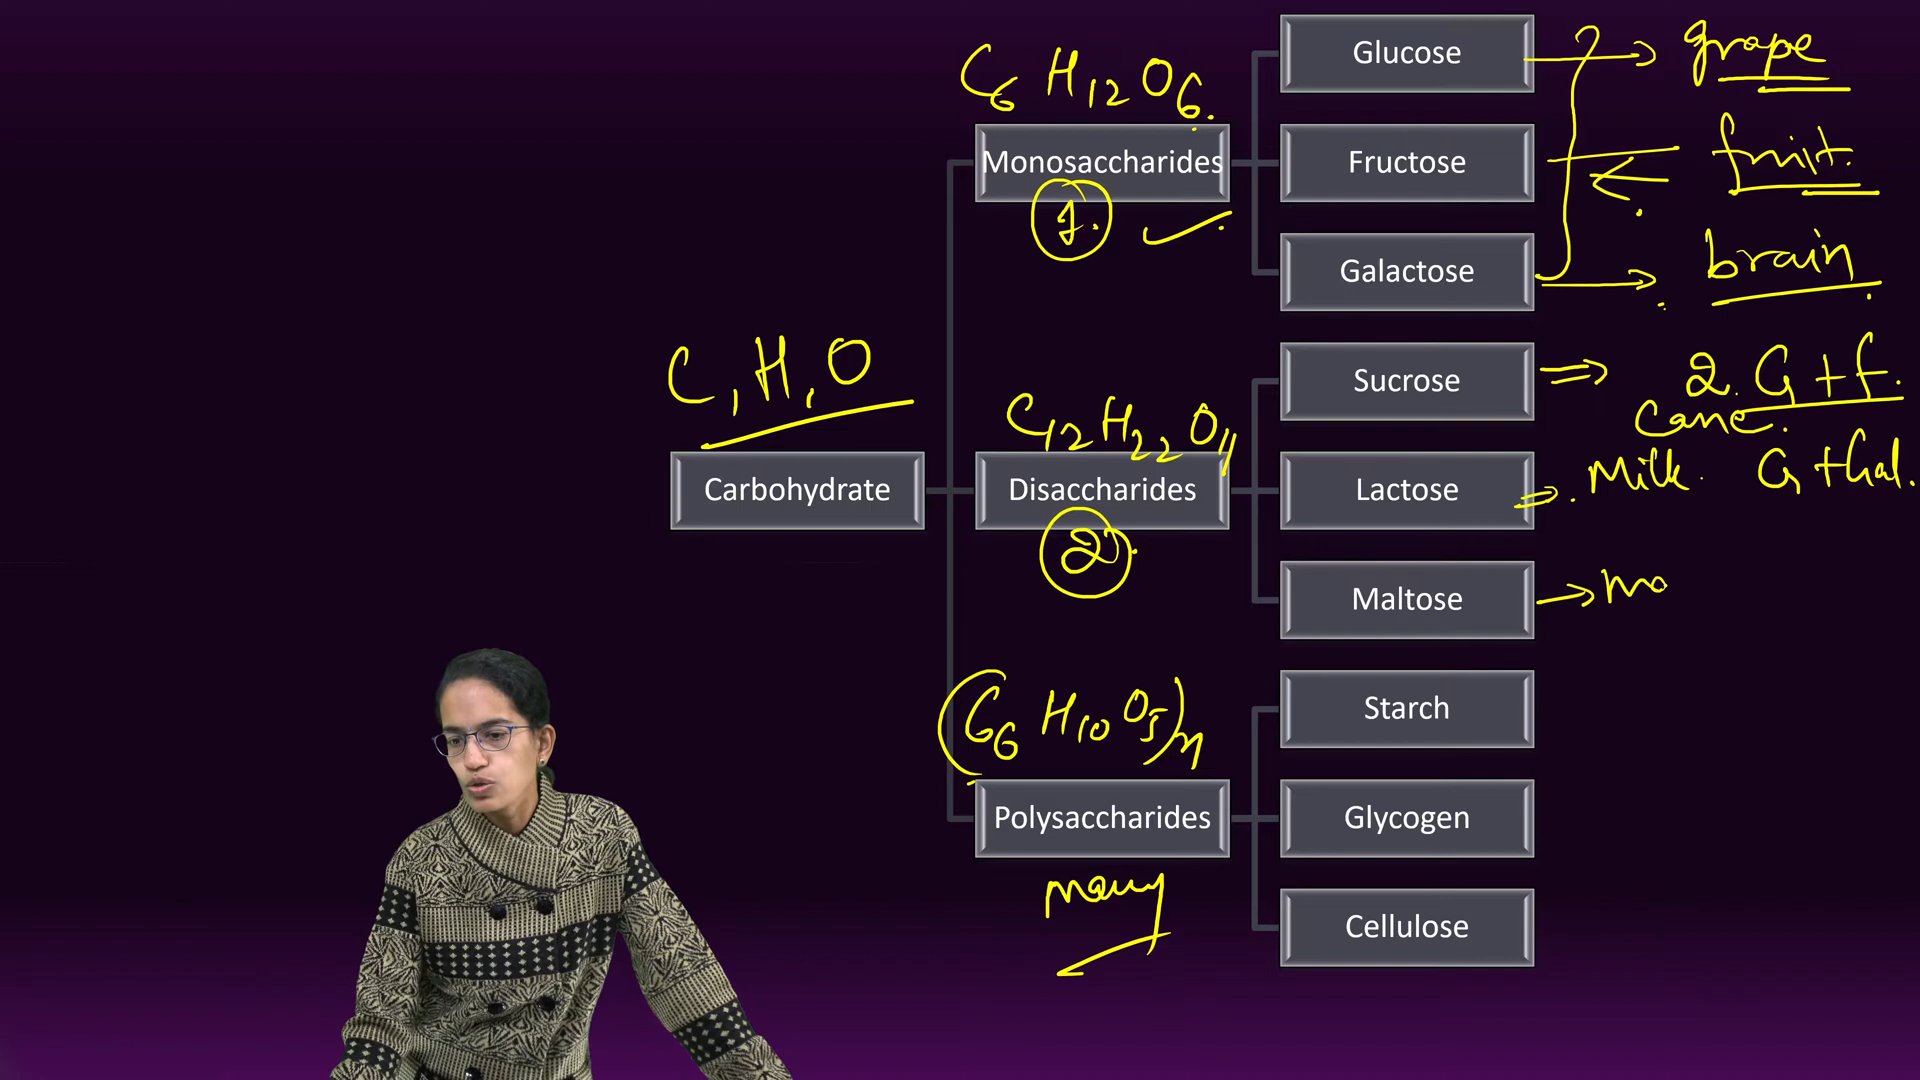 C6 H12 O6.
Glucose
grape
Monosaccharides
1.
Fructose
fruit.
Galactose
brain
C, H, O
Carbohydrate
C12 H22 O11
Disaccharides
2
Sucrose
2. G + f.
Cane.
Lactose
Milk. G + Gal.
Maltose
Ma
(C6 H10 O5)n
Polysaccharides
many
Starch
Glycogen
Cellulose